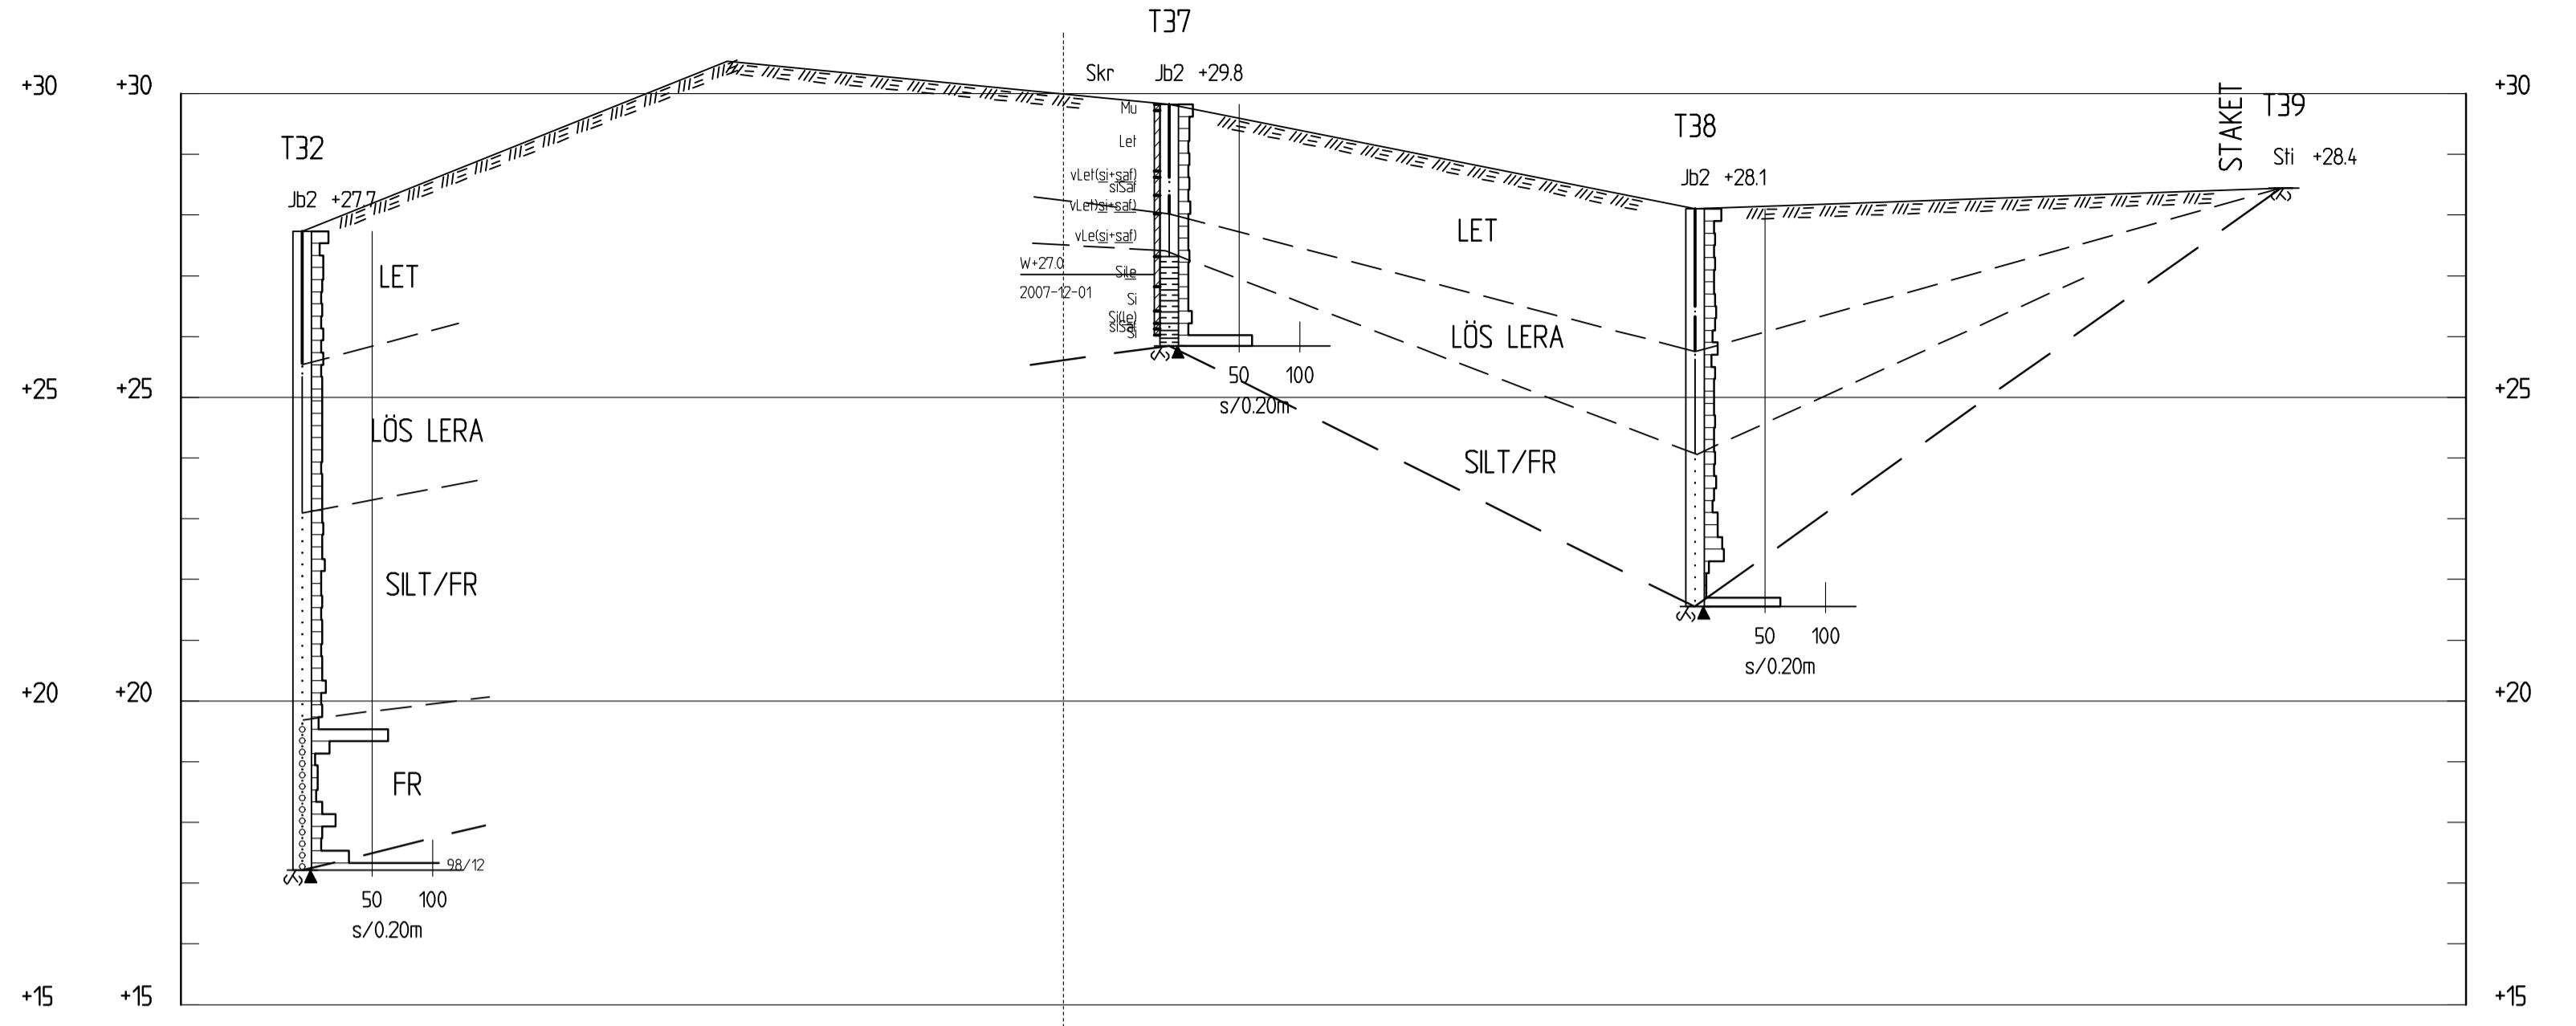 T37
Skr Jb2 +29.8
+30 +30 +30
Mu
STAKET
T39
T38
Let
T32
Sti +28.4
vLet(si+saf)
Jb2 +28.1
siSaf
Jb2 +27.7
vLet)si+saf)
LET
vLe(si+saf)
W+27.0
Sile
LET
2007-12-01
Si
Si(le)
siSaf
Si
LÖS LERA
50 100
+25 +25 +25
s/0.20m
LÖS LERA
SILT/FR
SILT/FR
50 100
s/0.20m
+20 +20 +20
FR
98/12
50 100
s/0.20m
+15 +15 +15